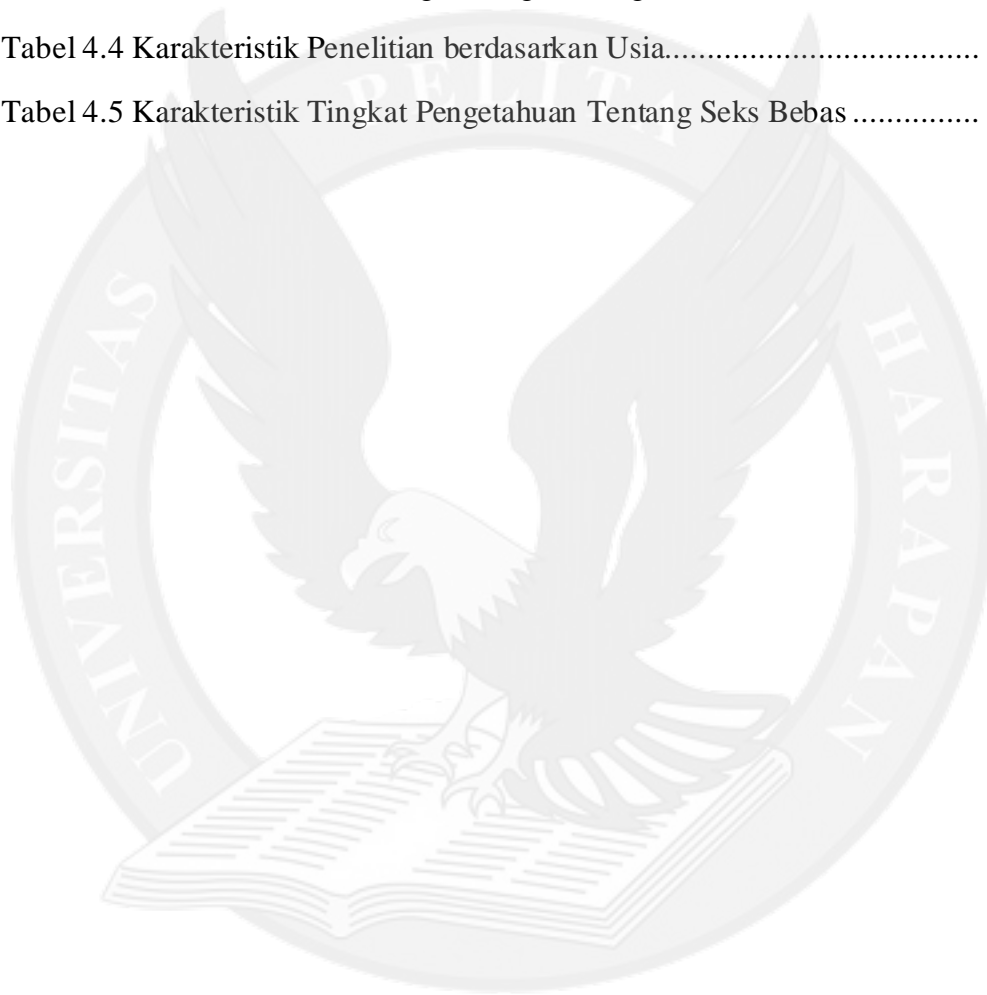 Tabel 4.4 Karakteristik Penelitian berdasarkan Usia.....................................
Tabel 4.5 Karakteristik Tingkat Pengetahuan Tentang Seks Bebas ...............
UNIVERSITAS PELITA HARAPAN